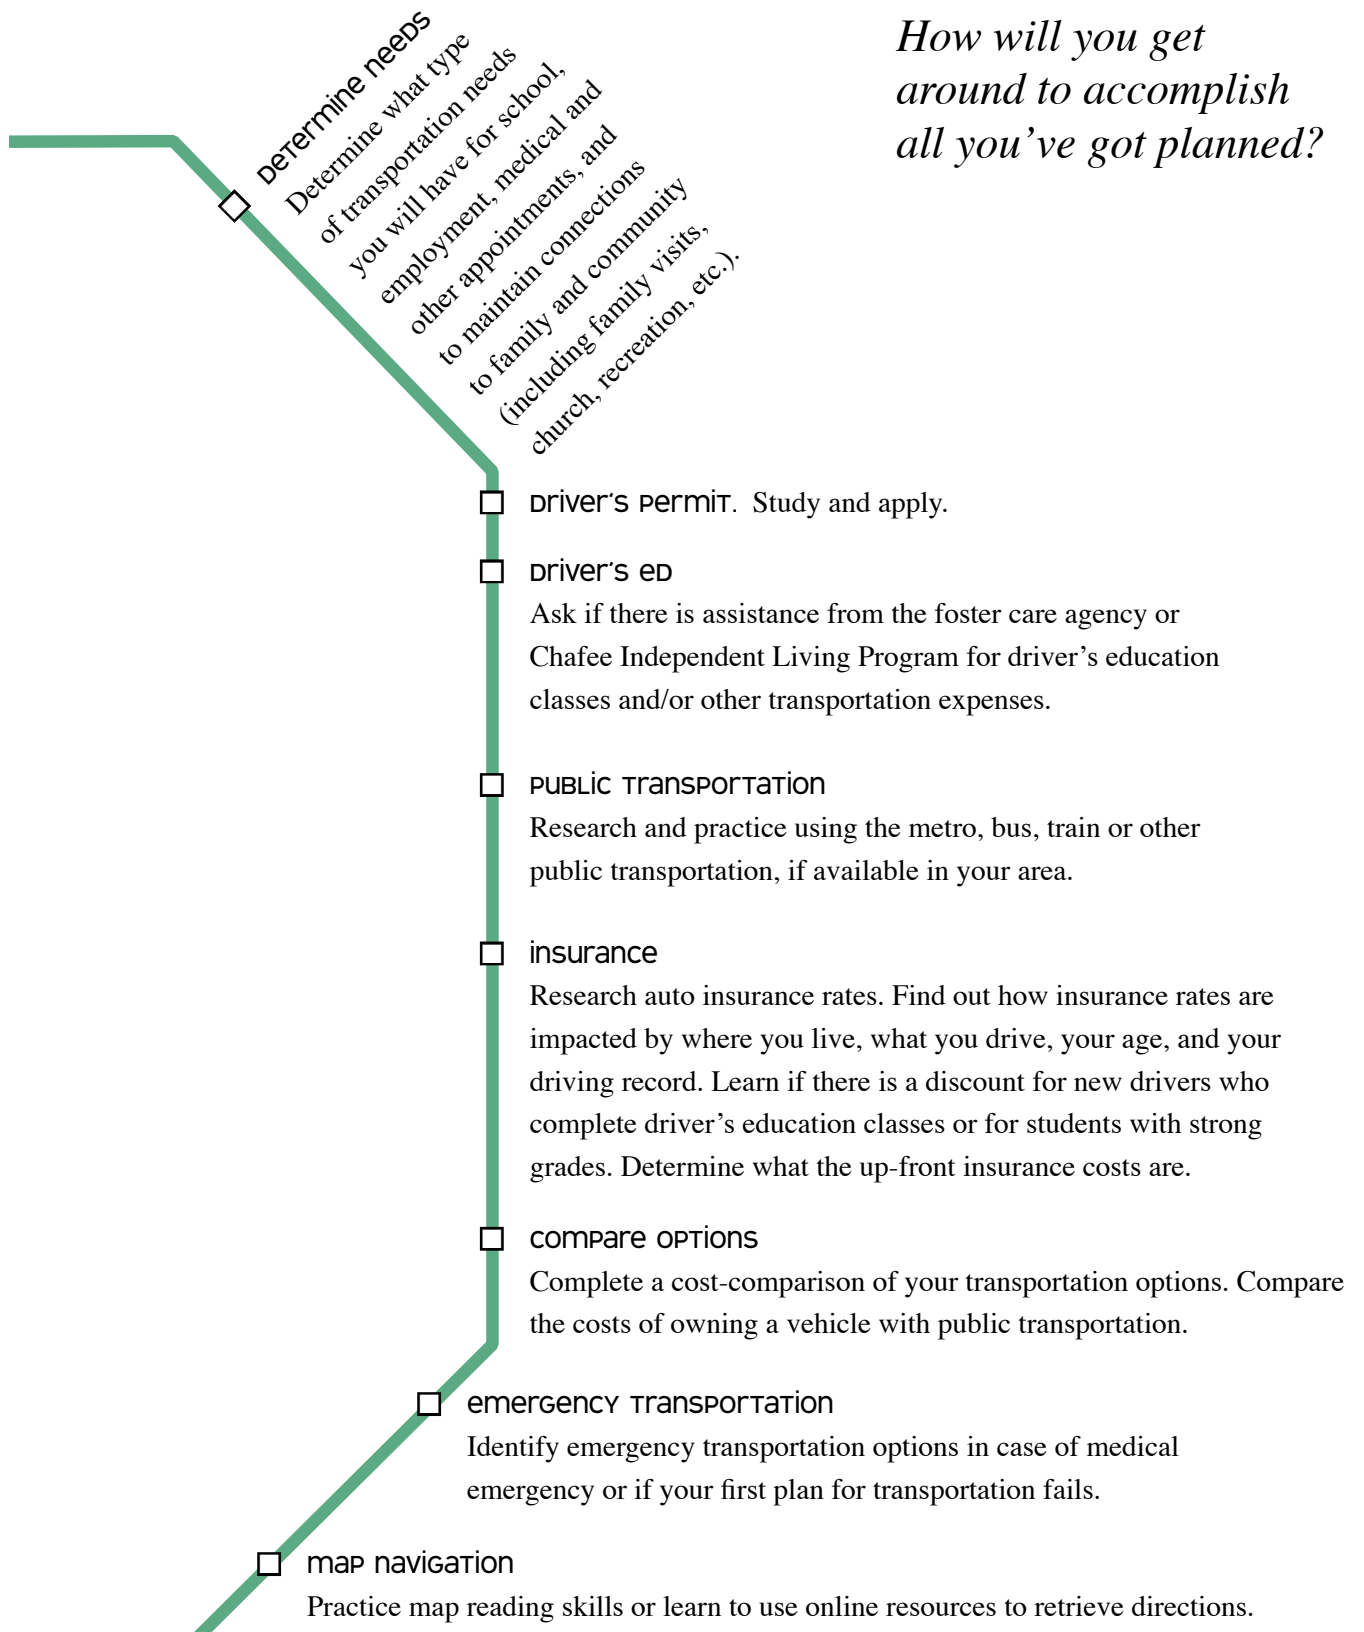 How will you get
around to accomplish
all you've got planned?
Determine needs
Determine what type
of transportation needs
you will have for school,
employment, medical and
other appointments, and
to maintain connections
to family and community
(including family visits,
church, recreation, etc.).
Driver's Permit. Study and apply.
Driver's ED
Ask if there is assistance from the foster care agency or
Chafee Independent Living Program for driver's education
classes and/or other transportation expenses.
Public Transportation
Research and practice using the metro, bus, train or other
public transportation, if available in your area.
insurance
Research auto insurance rates. Find out how insurance rates are
impacted by where you live, what you drive, your age, and your
driving record. Learn if there is a discount for new drivers who
complete driver's education classes or for students with strong
grades. Determine what the up-front insurance costs are.
compare options
Complete a cost-comparison of your transportation options. Compare
the costs of owning a vehicle with public transportation.
emergency transportation
Identify emergency transportation options in case of medical
emergency or if your first plan for transportation fails.
map navigation
Practice map reading skills or learn to use online resources to retrieve directions.